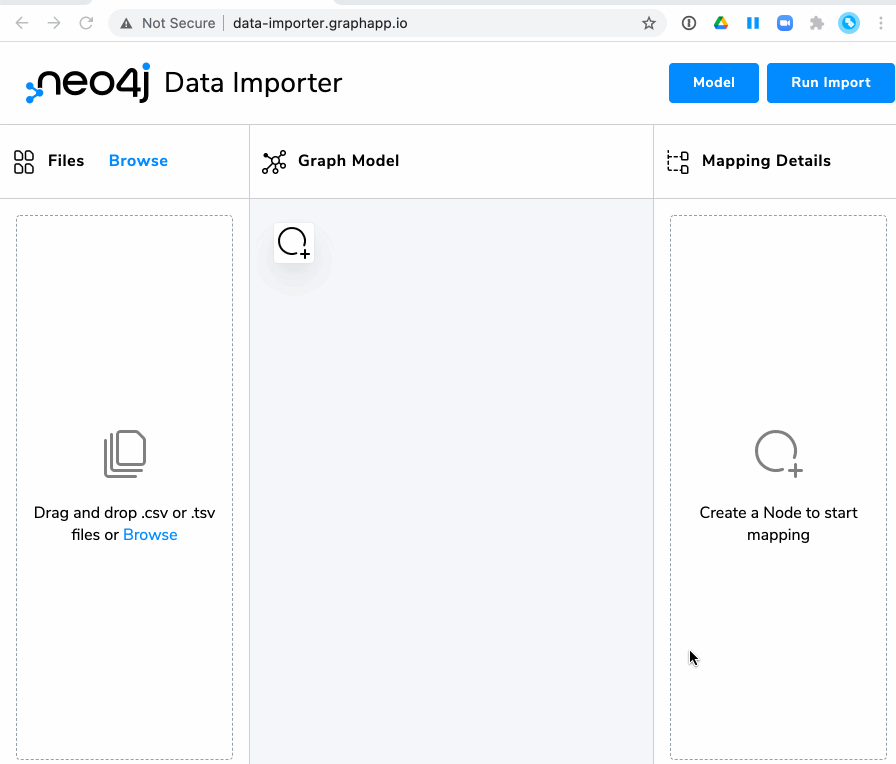 Not Secure | data-importer.graphapp.io
neo4j Data Importer
Model
Run Import
Files
Browse
Graph Model
Mapping Details
Drag and drop .csv or .tsv
files or Browse
Create a Node to start
mapping